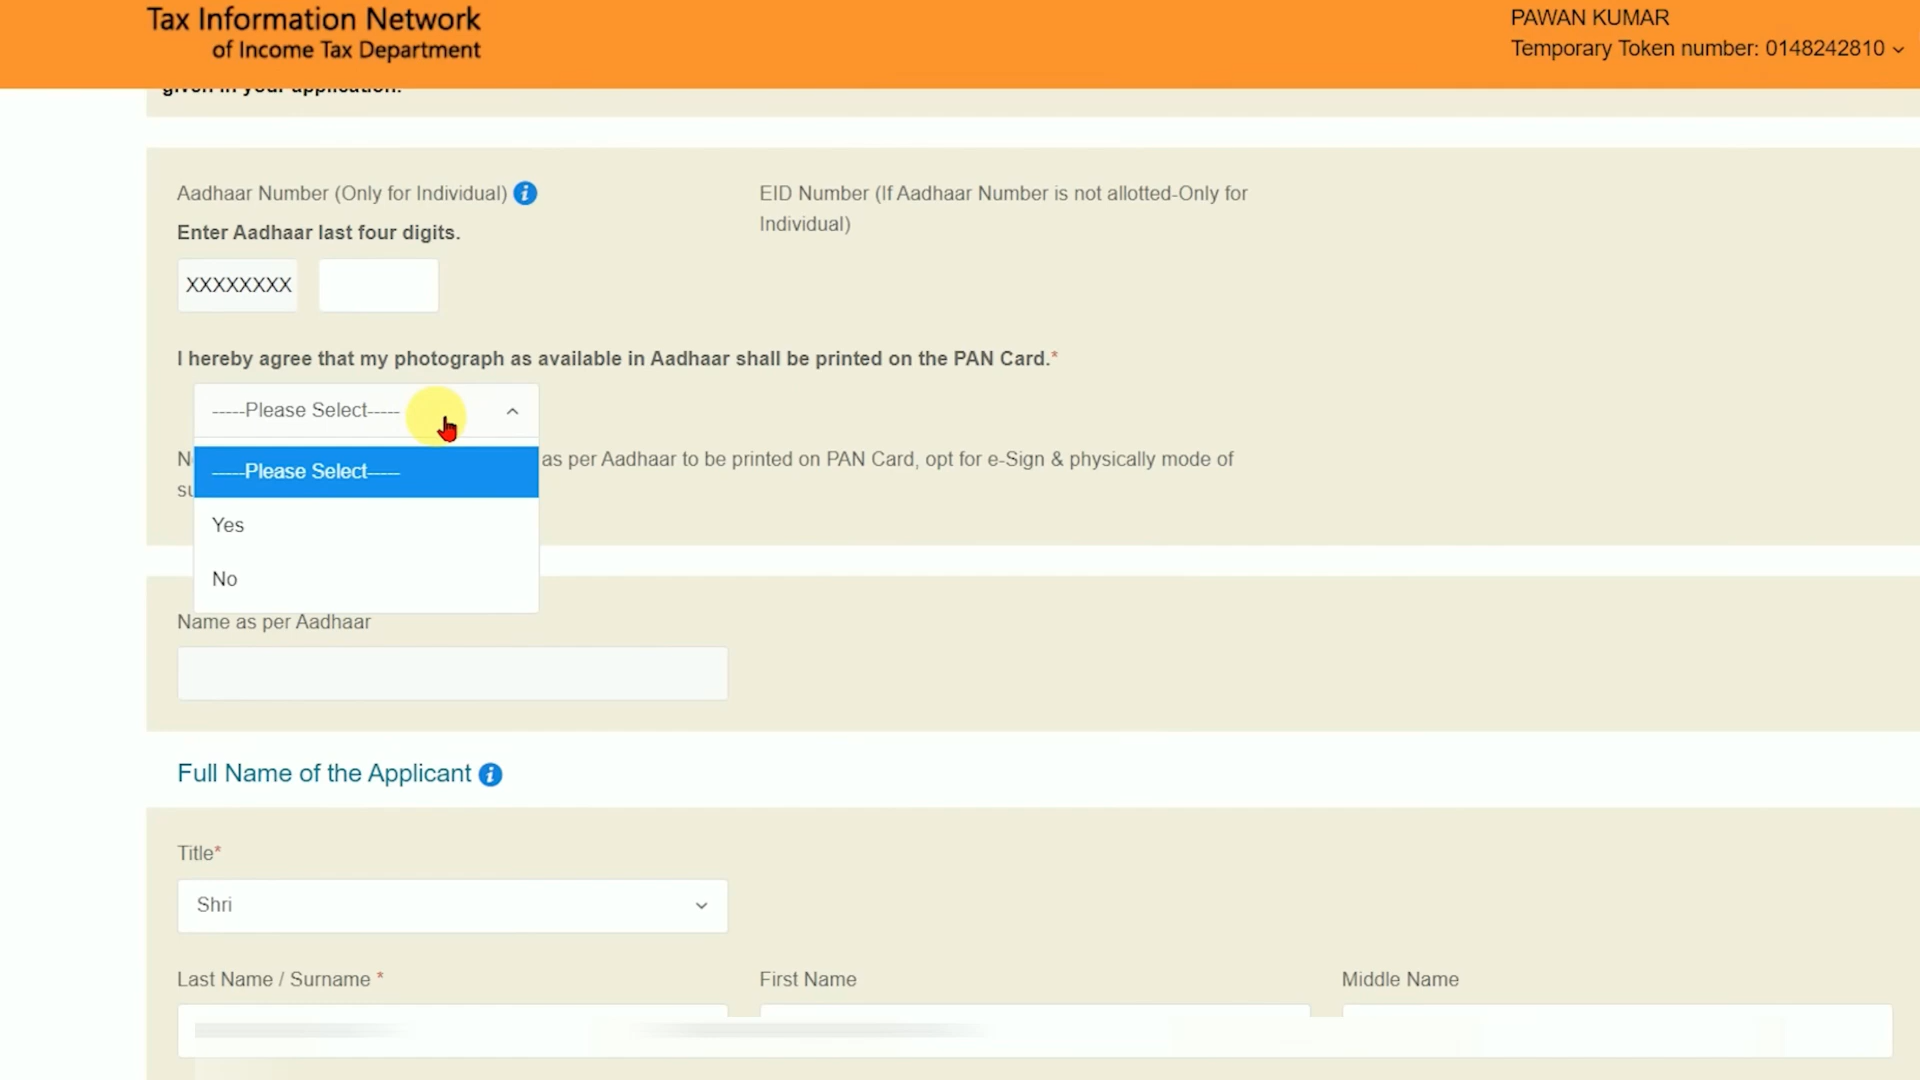 Tax Information Network
of Income Tax Department
PAWAN KUMAR
Temporary Token number: 0148242810
given in your application.
Aadhaar Number (Only for Individual)
EID Number (If Aadhaar Number is not allotted-Only for
Individual)
Enter Aadhaar last four digits.
XXXXXXXX
I hereby agree that my photograph as available in Aadhaar shall be printed on the PAN Card.*
-----Please Select-----
-----Please Select-----
as per Aadhaar to be printed on PAN Card, opt for e-Sign & physically mode of
Yes
No
Name as per Aadhaar
Full Name of the Applicant
Title*
Shri
Last Name / Surname *
First Name
Middle Name